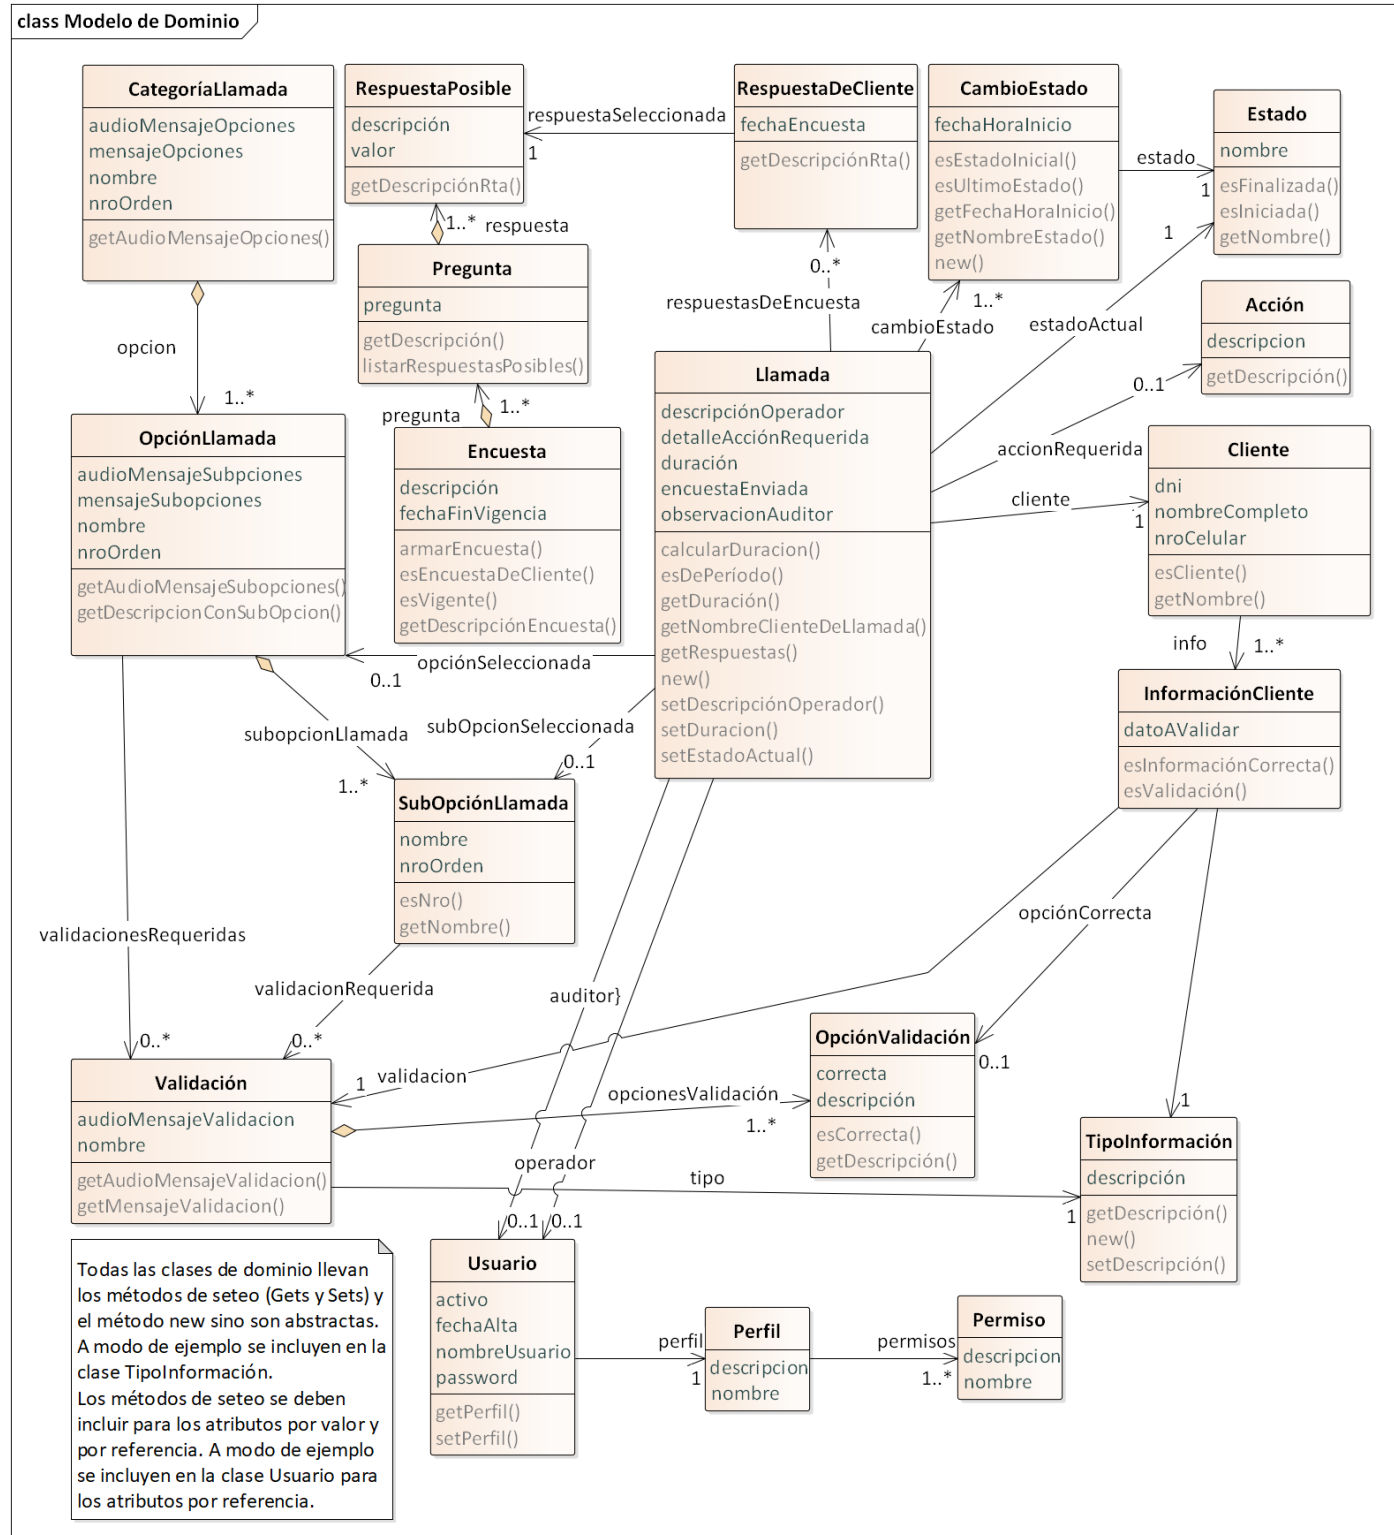 class Modelo de Dominio
CategoríaLlamada
audioMensajeOpciones
mensajeOpciones
nombre
nroOrden
getAudioMensajeOpciones()
RespuestaPosible
descripción
valor
getDescripciónRta()
respuestaSeleccionada
1
RespuestaDeCliente
fechaEncuesta
getDescripciónRta()
CambioEstado
fechaHoraInicio
esEstadoInicial()
esUltimoEstado()
getFechaHoraInicio()
getNombreEstado()
new()
estado
1
Estado
nombre
esFinalizada()
esIniciada()
getNombre()
1..*
respuesta
Pregunta
pregunta
getDescripción()
listarRespuestasPosibles()
0..*
respuestasDeEncuesta
1..*
cambioEstado
1
estadoActual
Acción
descripcion
getDescripción()
0..1
accionRequerida
opcion
1..*
pregunta
1..*
Encuesta
descripción
fechaFinVigencia
armarEncuesta()
esEncuestaDeCliente()
esVigente()
getDescripciónEncuesta()
Llamada
descripciónOperador
detalleAcciónRequerida
duración
encuestaEnviada
observacionAuditor
calcularDuracion()
esDePeríodo()
getDuración()
getNombreClienteDeLlamada()
getRespuestas()
new()
setDescripciónOperador()
setDuracion()
setEstadoActual()
cliente
1
Cliente
dni
nombreCompleto
nroCelular
esCliente()
getNombre()
OpciónLlamada
audioMensajeSubpciones
mensajeSubopciones
nombre
nroOrden
getAudioMensajeSubopciones()
getDescripcionConSubOpcion()
opciónSeleccionada
0..1
info
1..*
InformaciónCliente
datoAValidar
esInformaciónCorrecta()
esValidación()
subopcionLlamada
1..*
subOpcionSeleccionada
0..1
SubOpciónLlamada
nombre
nroOrden
esNro()
getNombre()
validacionesRequeridas
0..*
validacionRequerida
0..*
auditor}
opciónCorrecta
0..1
OpciónValidación
correcta
descripción
esCorrecta()
getDescripción()
Validación
audioMensajeValidacion
nombre
getAudioMensajeValidacion()
getMensajeValidacion()
1
validacion
opcionesValidación
1..*
1
TipoInformación
descripción
getDescripción()
new()
setDescripción()
operador
tipo
1
0..1
0..1
Usuario
activo
fechaAlta
nombreUsuario
password
getPerfil()
setPerfil()
perfil
1
Perfil
descripcion
nombre
permisos
1..*
Permiso
descripcion
nombre
Todas las clases de dominio llevan
los métodos de seteo (Gets y Sets) y
el método new sino son abstractas.
A modo de ejemplo se incluyen en la
clase TipoInformación.
Los métodos de seteo se deben
incluir para los atributos por valor y
por referencia. A modo de ejemplo
se incluyen en la clase Usuario para
los atributos por referencia.